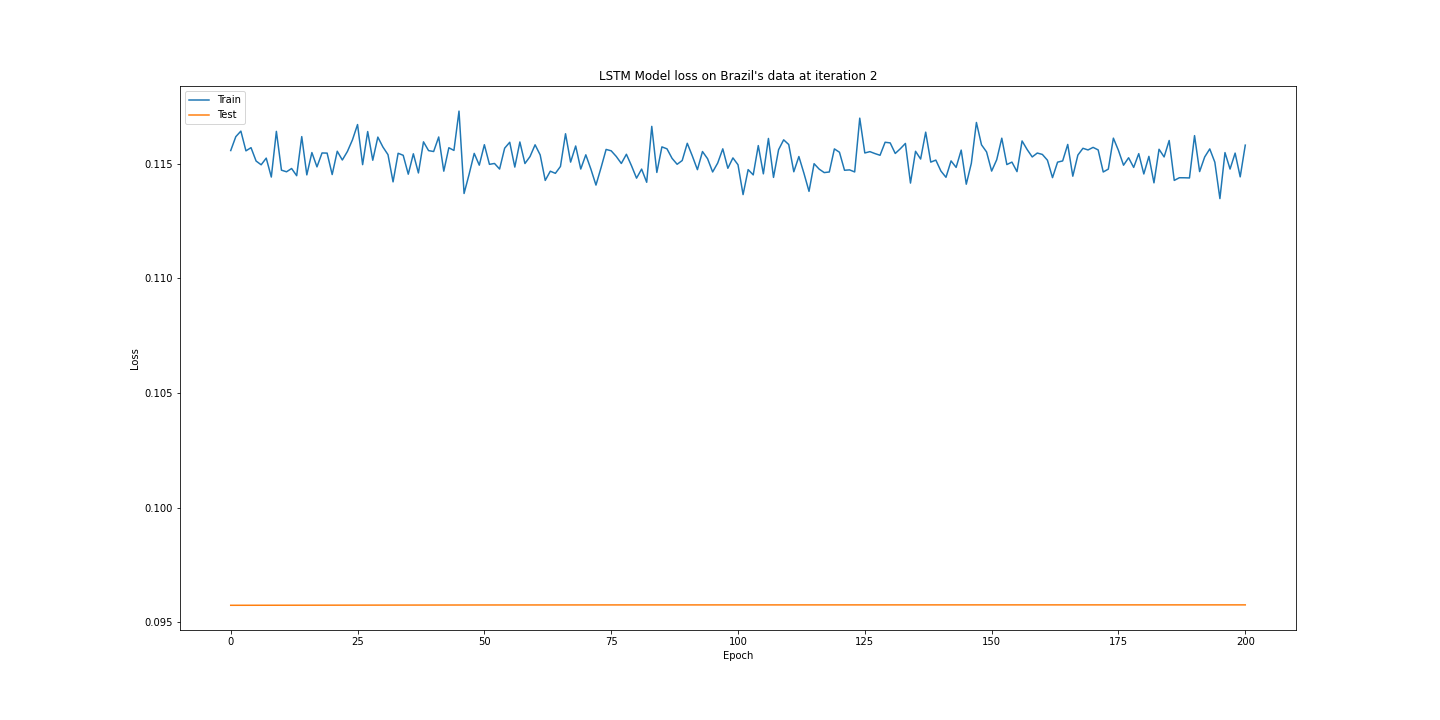 LSTM Model loss on Brazil's data at iteration 2
Train
Test
0.115
0.110
0.105
0.100
0.095
Loss
0 25 50 75 100 125 150 175 200
Epoch